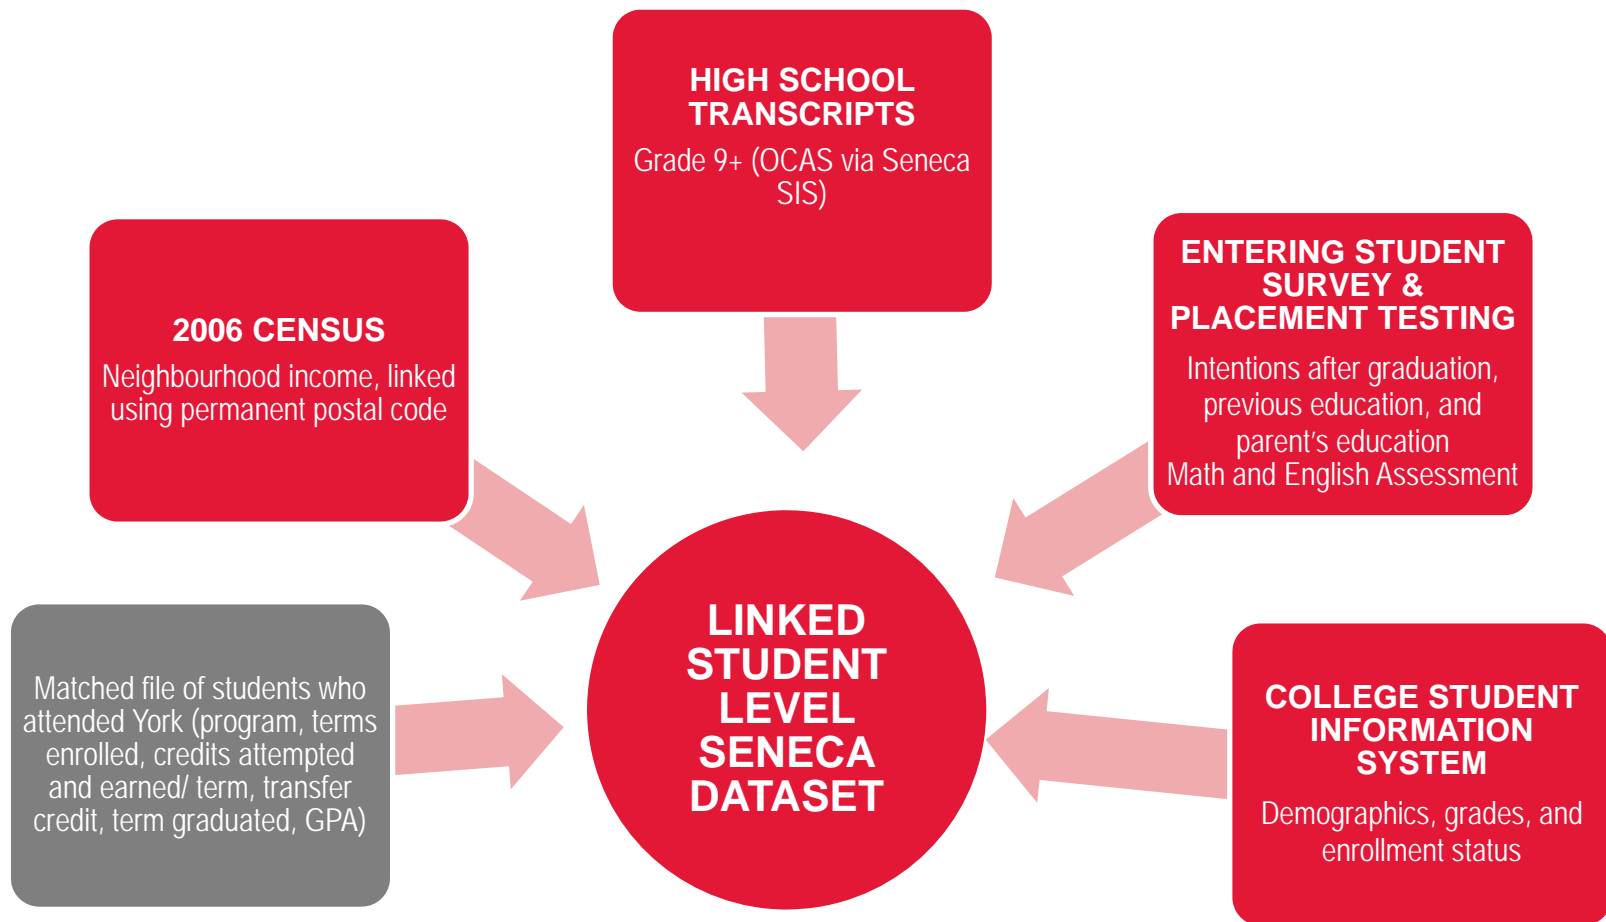 HIGH SCHOOL
TRANSCRIPTS
Grade 9+ (OCAS via Seneca
SIS)
2006 CENSUS
Neighbourhood income, linked
using permanent postal code
ENTERING STUDENT
SURVEY &
PLACEMENT TESTING
Intentions after graduation,
previous education, and
parent's education
Math and English Assessment
Matched file of students who
attended York (program, terms
enrolled, credits attempted
and earned/ term, transfer
credit, term graduated, GPA)
LINKED
STUDENT
LEVEL
SENECA
DATASET
COLLEGE STUDENT
INFORMATION
SYSTEM
Demographics, grades, and
enrollment status